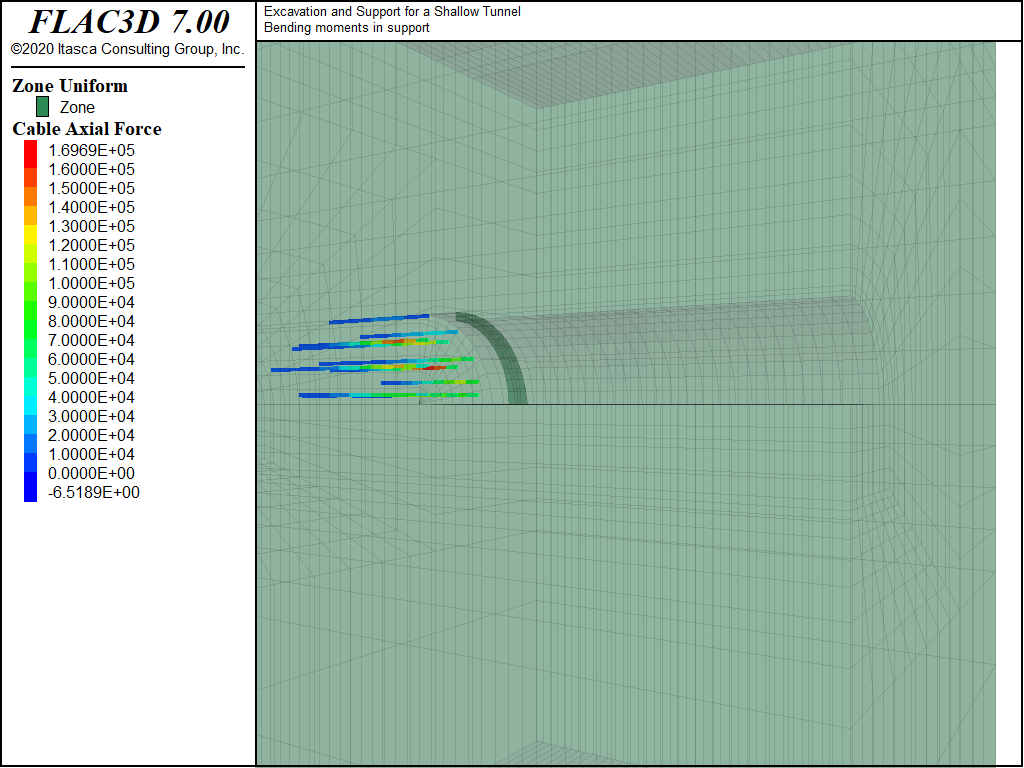 FLAC3D 7.00
©2020 Itasca Consulting Group, Inc.
Zone Uniform
Zone
Cable Axial Force
1.6969E+05
1.6000E+05
1.5000E+05
1.4000E+05
1.3000E+05
1.2000E+05
1.1000E+05
1.0000E+05
9.0000E+04
8.0000E+04
7.0000E+04
6.0000E+04
5.0000E+04
4.0000E+04
3.0000E+04
2.0000E+04
1.0000E+04
0.0000E+00
-6.5189E+00
Excavation and Support for a Shallow Tunnel
Bending moments in support